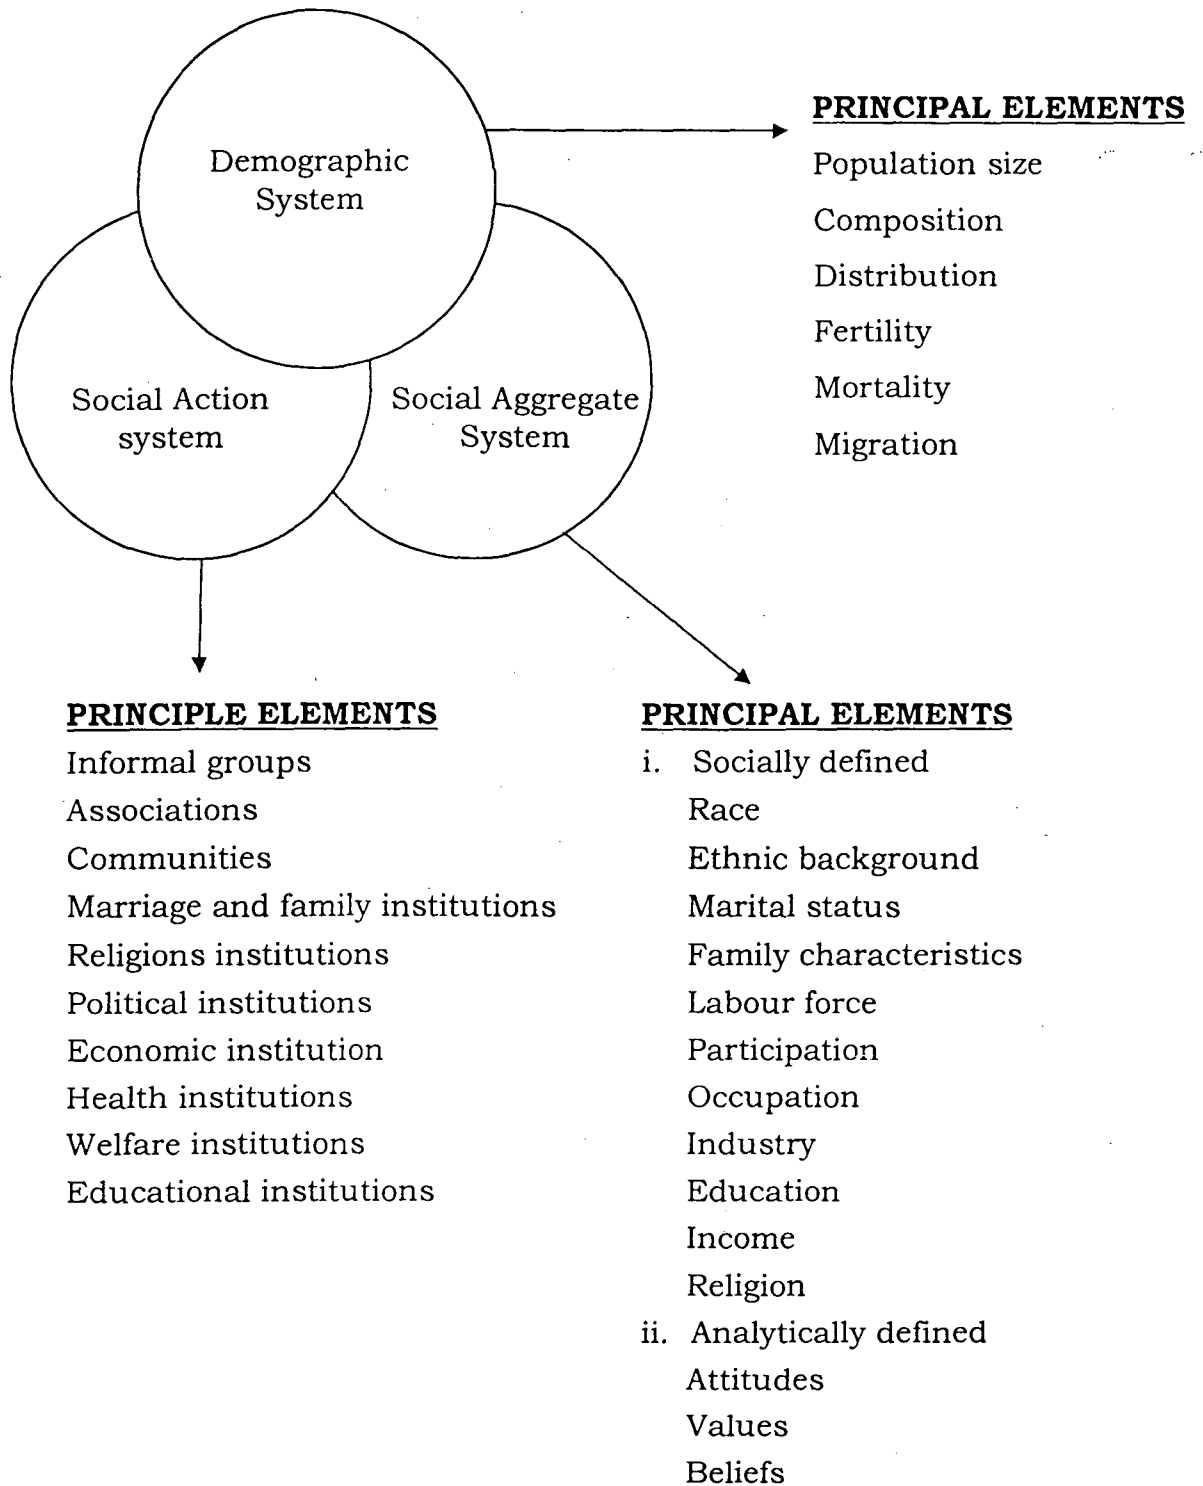 Demographic
System
Social Action
system
Social Aggregate
System
PRINCIPAL ELEMENTS
Population size
Composition
Distribution
Fertility
Mortality
Migration
PRINCIPLE ELEMENTS
Informal groups
Associations
Communities
Marriage and family institutions
Religions institutions
Political institutions
Economic institution
Health institutions
Welfare institutions
Educational institutions
PRINCIPAL ELEMENTS
i. Socially defined
Race
Ethnic background
Marital status
Family characteristics
Labour force
Participation
Occupation
Industry
Education
Income
Religion
ii. Analytically defined
Attitudes
Values
Beliefs